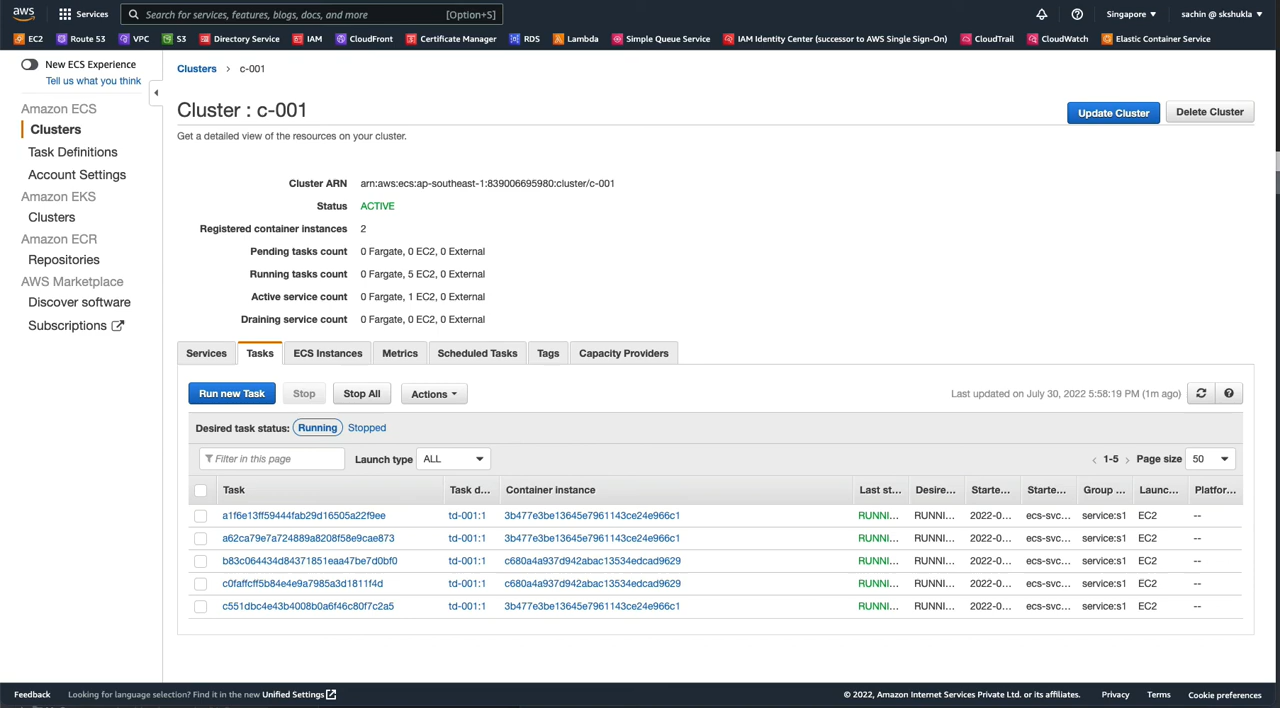 aws Services Search for services, features, blogs, docs, and more [Option+S] Singapore sachin @ skshukla
EC2 Route 53 VPC S3 Directory Service IAM CloudFront Certificate Manager RDS Lambda Simple Queue Service IAM Identity Center (successor to AWS Single Sign-On) CloudTrail CloudWatch Elastic Container Service
New ECS Experience
Tell us what you think
Amazon ECS
Clusters
Task Definitions
Account Settings
Amazon EKS
Clusters
Amazon ECR
Repositories
AWS Marketplace
Discover software
Subscriptions
Clusters > c-001
Cluster : c-001
Update Cluster Delete Cluster
Get a detailed view of the resources on your cluster.
Cluster ARN arn:aws:ecs:ap-southeast-1:839006695980:cluster/c-001
Status ACTIVE
Registered container instances 2
Pending tasks count 0 Fargate, 0 EC2, 0 External
Running tasks count 0 Fargate, 5 EC2, 0 External
Active service count 0 Fargate, 1 EC2, 0 External
Draining service count 0 Fargate, 0 EC2, 0 External
Services Tasks ECS Instances Metrics Scheduled Tasks Tags Capacity Providers
Run new Task Stop Stop All Actions Last updated on July 30, 2022 5:58:19 PM (1m ago)
Desired task status: Running Stopped
Filter in this page Launch type ALL < 1-5 > Page size 50
Task Task d... Container instance Last st... Desire... Starte... Starte... Group ... Launc... Platfor...
a1f6e13ff59444fab29d16505a22f9ee td-001:1 3b477e3be13645e7961143ce24e966c1 RUNNI... RUNNI... 2022-0... ecs-svc... service:s1 EC2 --
a62ca79e7a724889a8208f58e9cae873 td-001:1 3b477e3be13645e7961143ce24e966c1 RUNNI... RUNNI... 2022-0... ecs-svc... service:s1 EC2 --
b83c064434d84371851eaa47be7d0bf0 td-001:1 c680a4a937d942abac13534edcad9629 RUNNI... RUNNI... 2022-0... ecs-svc... service:s1 EC2 --
c0faffcff5b84e4e9a7985a3d1811f4d td-001:1 c680a4a937d942abac13534edcad9629 RUNNI... RUNNI... 2022-0... ecs-svc... service:s1 EC2 --
c551dbc4e43b4008b0a6f46c80f7c2a5 td-001:1 3b477e3be13645e7961143ce24e966c1 RUNNI... RUNNI... 2022-0... ecs-svc... service:s1 EC2 --
Feedback Looking for language selection? Find it in the new Unified Settings © 2022, Amazon Internet Services Private Ltd. or its affiliates. Privacy Terms Cookie preferences